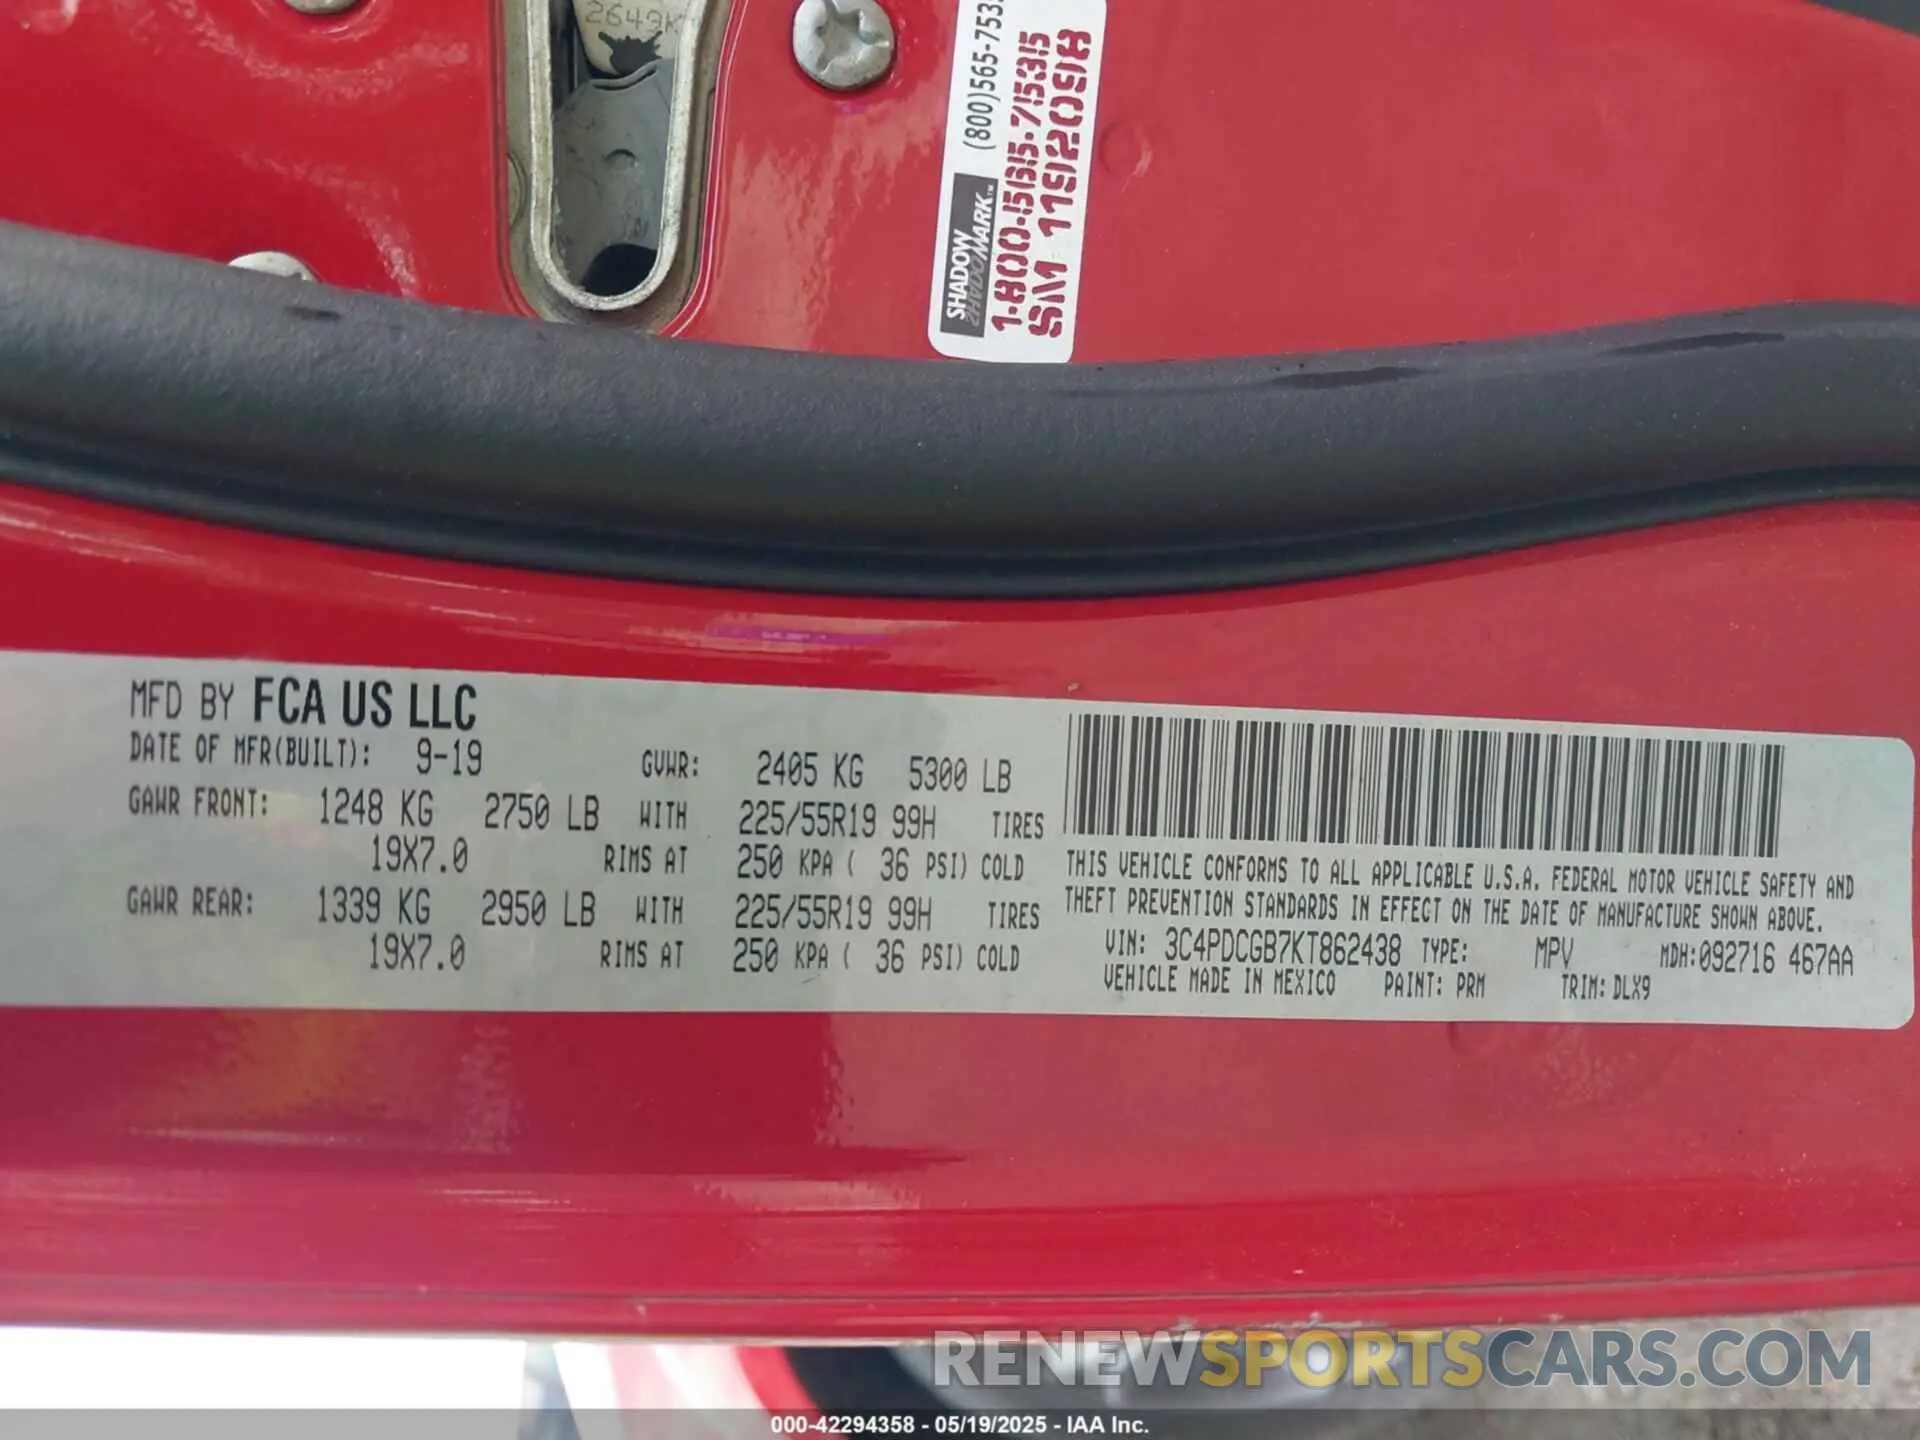 2649K
(800)565-753
SHADOW
MARK™
1-800-565-7535
SM 1192098
MFD BY FCA US LLC
DATE OF MFR(BUILT): 9-19 GVWR: 2405 KG 5300 LB
GAWR FRONT: 1248 KG 2750 LB WITH 225/55R19 99H TIRES
19X7.0 RIMS AT 250 KPA ( 36 PSI) COLD
GAWR REAR: 1339 KG 2950 LB WITH 225/55R19 99H TIRES
19X7.0 RIMS AT 250 KPA ( 36 PSI) COLD
THIS VEHICLE CONFORMS TO ALL APPLICABLE U.S.A. FEDERAL MOTOR VEHICLE SAFETY AND
THEFT PREVENTION STANDARDS IN EFFECT ON THE DATE OF MANUFACTURE SHOWN ABOVE.
VIN: 3C4PDCGB7KT862438 TYPE: MPV MDH:092716 467AA
VEHICLE MADE IN MEXICO PAINT: PRM TRIM: DLX9
RENEWSPORTSCARS.COM
000-42294358 - 05/19/2025 - IAA Inc.